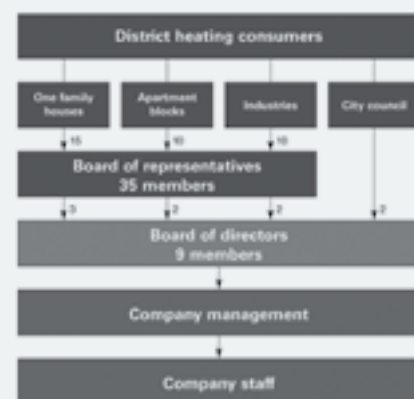 District heating consumers
One family
houses
Apartment
blocks
Industries
City council
15
10
10
Board of representatives
35 members
3
2
2
2
Board of directors
9 members
Company management
Company staff